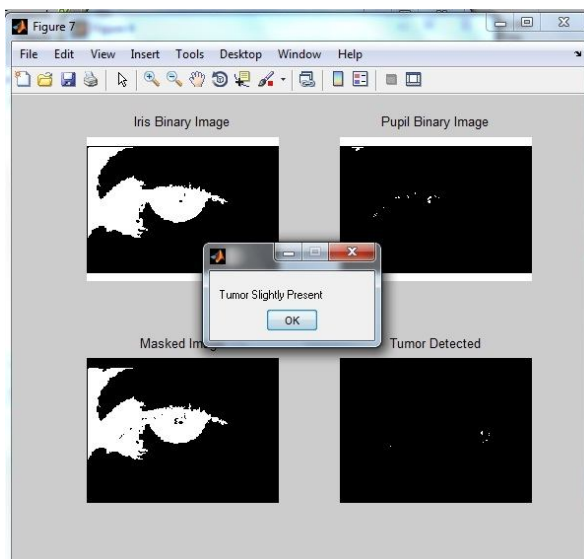 Figure 7
File Edit View Insert Tools Desktop Window Help
Iris Binary Image Pupil Binary Image
Tumor Slightly Present
OK
Masked Tumor Detected